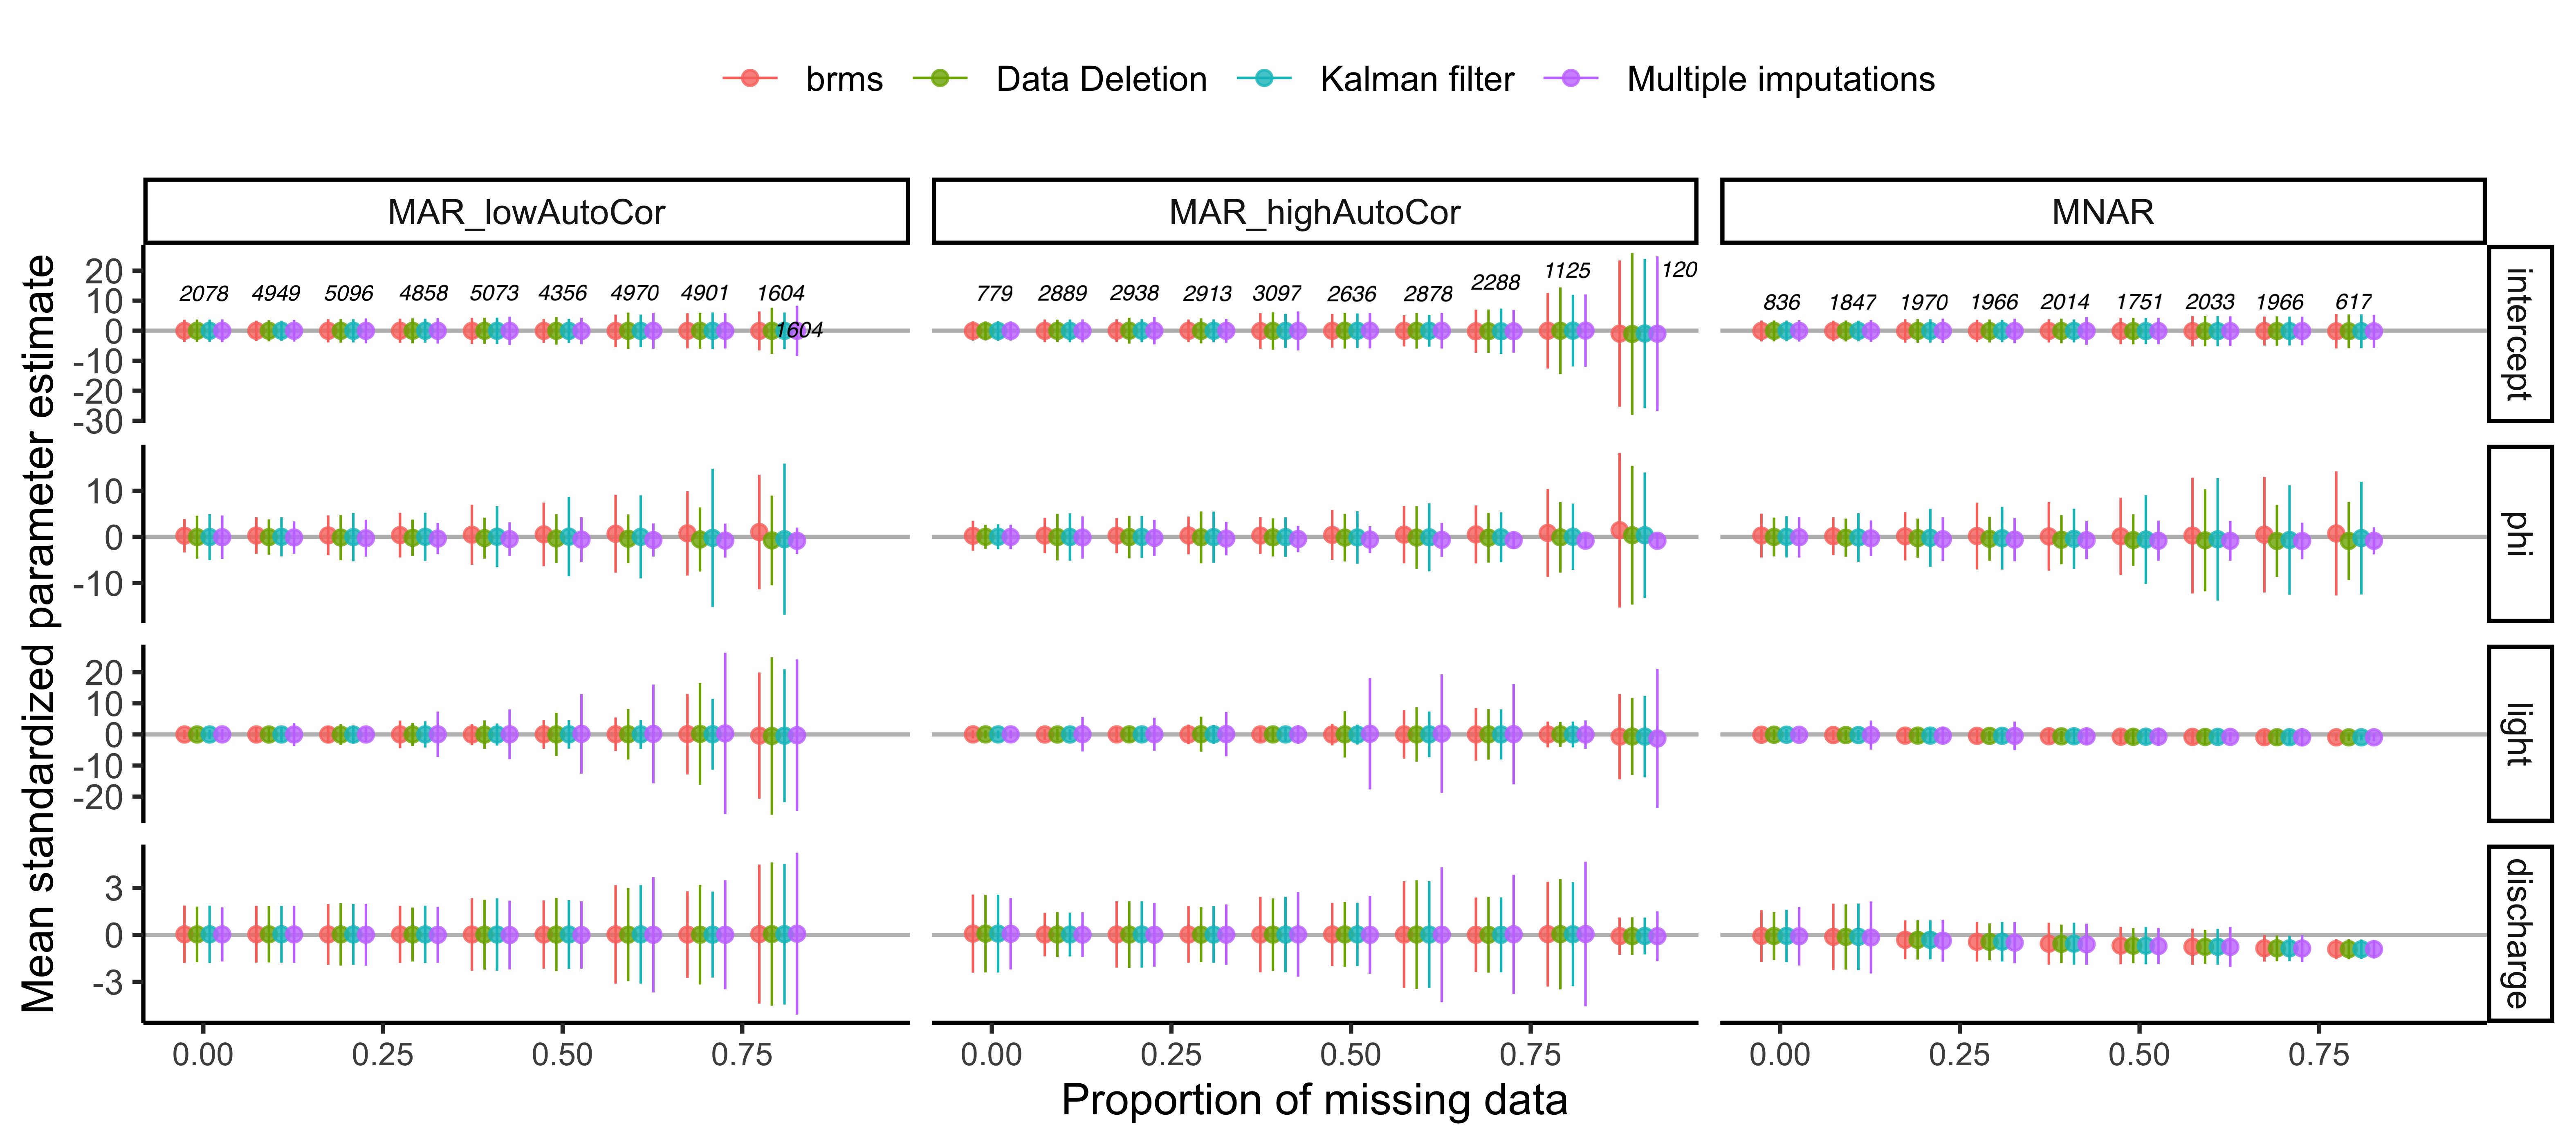 brms Data Deletion Kalman filter Multiple imputations
MAR_lowAutoCor MAR_highAutoCor MNAR
Mean standardized parameter estimate
20
10
0
-10
-20
-30
2078 4949 5096 4858 5073 4356 4970 4901 1604
1604
779 2889 2938 2913 3097 2636 2878 2288 1125 120
836 1847 1970 1966 2014 1751 2033 1966 617
intercept
10
0
-10
phi
20
10
0
-10
-20
light
3
0
-3
discharge
0.00 0.25 0.50 0.75 0.00 0.25 0.50 0.75 0.00 0.25 0.50 0.75
Proportion of missing data